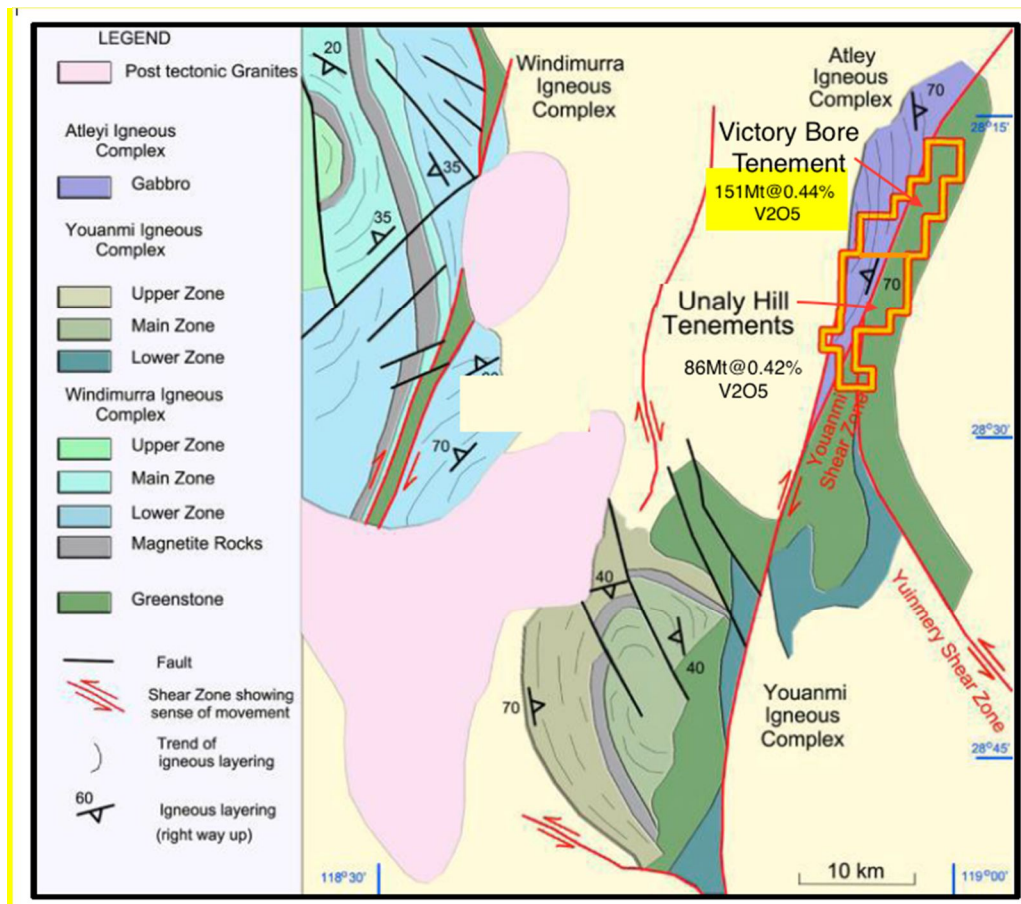 LEGEND
Post tectonic Granites
Atleyi Igneous
Complex
Gabbro
Youanmi Igneous
Complex
Upper Zone
Main Zone
Lower Zone
Windimurra Igneous
Complex
Upper Zone
Main Zone
Lower Zone
Magnetite Rocks
Greenstone
Fault
Shear Zone showing
sense of movement
Trend of
igneous layering
60
Igneous layering
(right way up)
20
35
35
70
Windimurra
Igneous
Complex
Atley
Igneous
Complex
70
28°15'
Victory Bore
Tenement
151Mt@0.44%
V2O5
70
Unaly Hill
Tenements
86Mt@0.42%
V2O5
Youanmi
Shear Zone
28°30'
40
40
70
Yuinmery Shear Zone
Youanmi
Igneous
Complex
28°45'
10 km
118°30'
119°00'